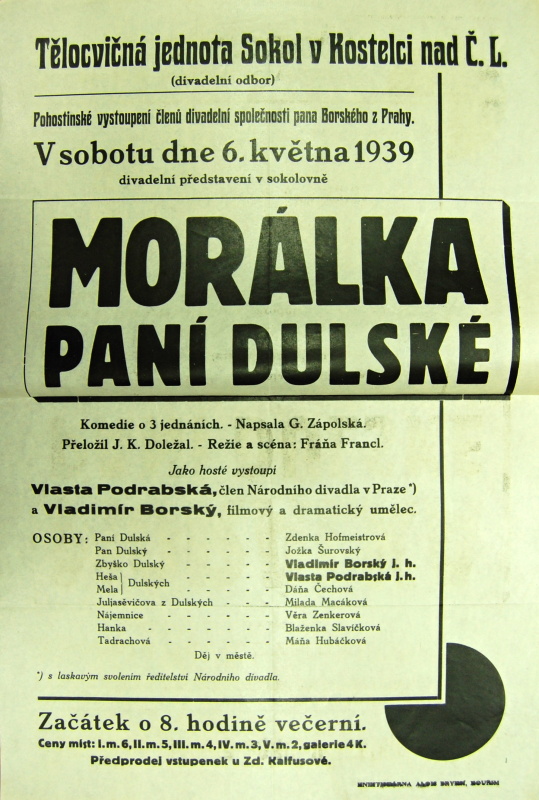 Tělocvičná jednota Sokol v Kostelci nad Č. L.
(divadelní odbor)
Pohostinské vystoupení členů divadelní společnosti pana Borského z Prahy.
V sobotu dne 6. května 1939
divadelní představení v sokolovně
MORÁLKA
PANÍ DULSKÉ
Komedie o 3 jednáních. - Napsala G. Zápolská.
Přeložil J. K. Doležal. - Režie a scéna: Fráňa Francl.
Jako hosté vystoupí
Vlasta Podrabská, člen Národního divadla v Praze *)
a Vladimír Borský, filmový a dramatický umělec.
OSOBY: Paní Dulská - - - - - - Zdenka Hofmeistrová
Pan Dulský - - - - - - Jožka Šurovský
Zbyško Dulský - - - - - Vladimír Borský j. h.
Heša } Dulských - - - - - Vlasta Podrabská j. h.
Mela } Dáňa Čechová
Juljasěvičova z Dulských - - - Milada Macáková
Nájemnice - - - - - - Věra Zenkerová
Hanka - - - - - - - Blaženka Slavíčková
Tadrachová - - - - - Máňa Hubáčková
Děj v městě.
*) s laskavým svolením ředitelství Národního divadla.
Začátek o 8. hodině večerní.
Ceny míst: I. m. 6, II. m. 5, III. m. 4, IV. m. 3, V. m. 2, galerie 4 K.
Předprodej vstupenek u Zd. Kalfusové.
KNIHTISKÁRNA ALOIS BRYNDÍ, KOUŘIM